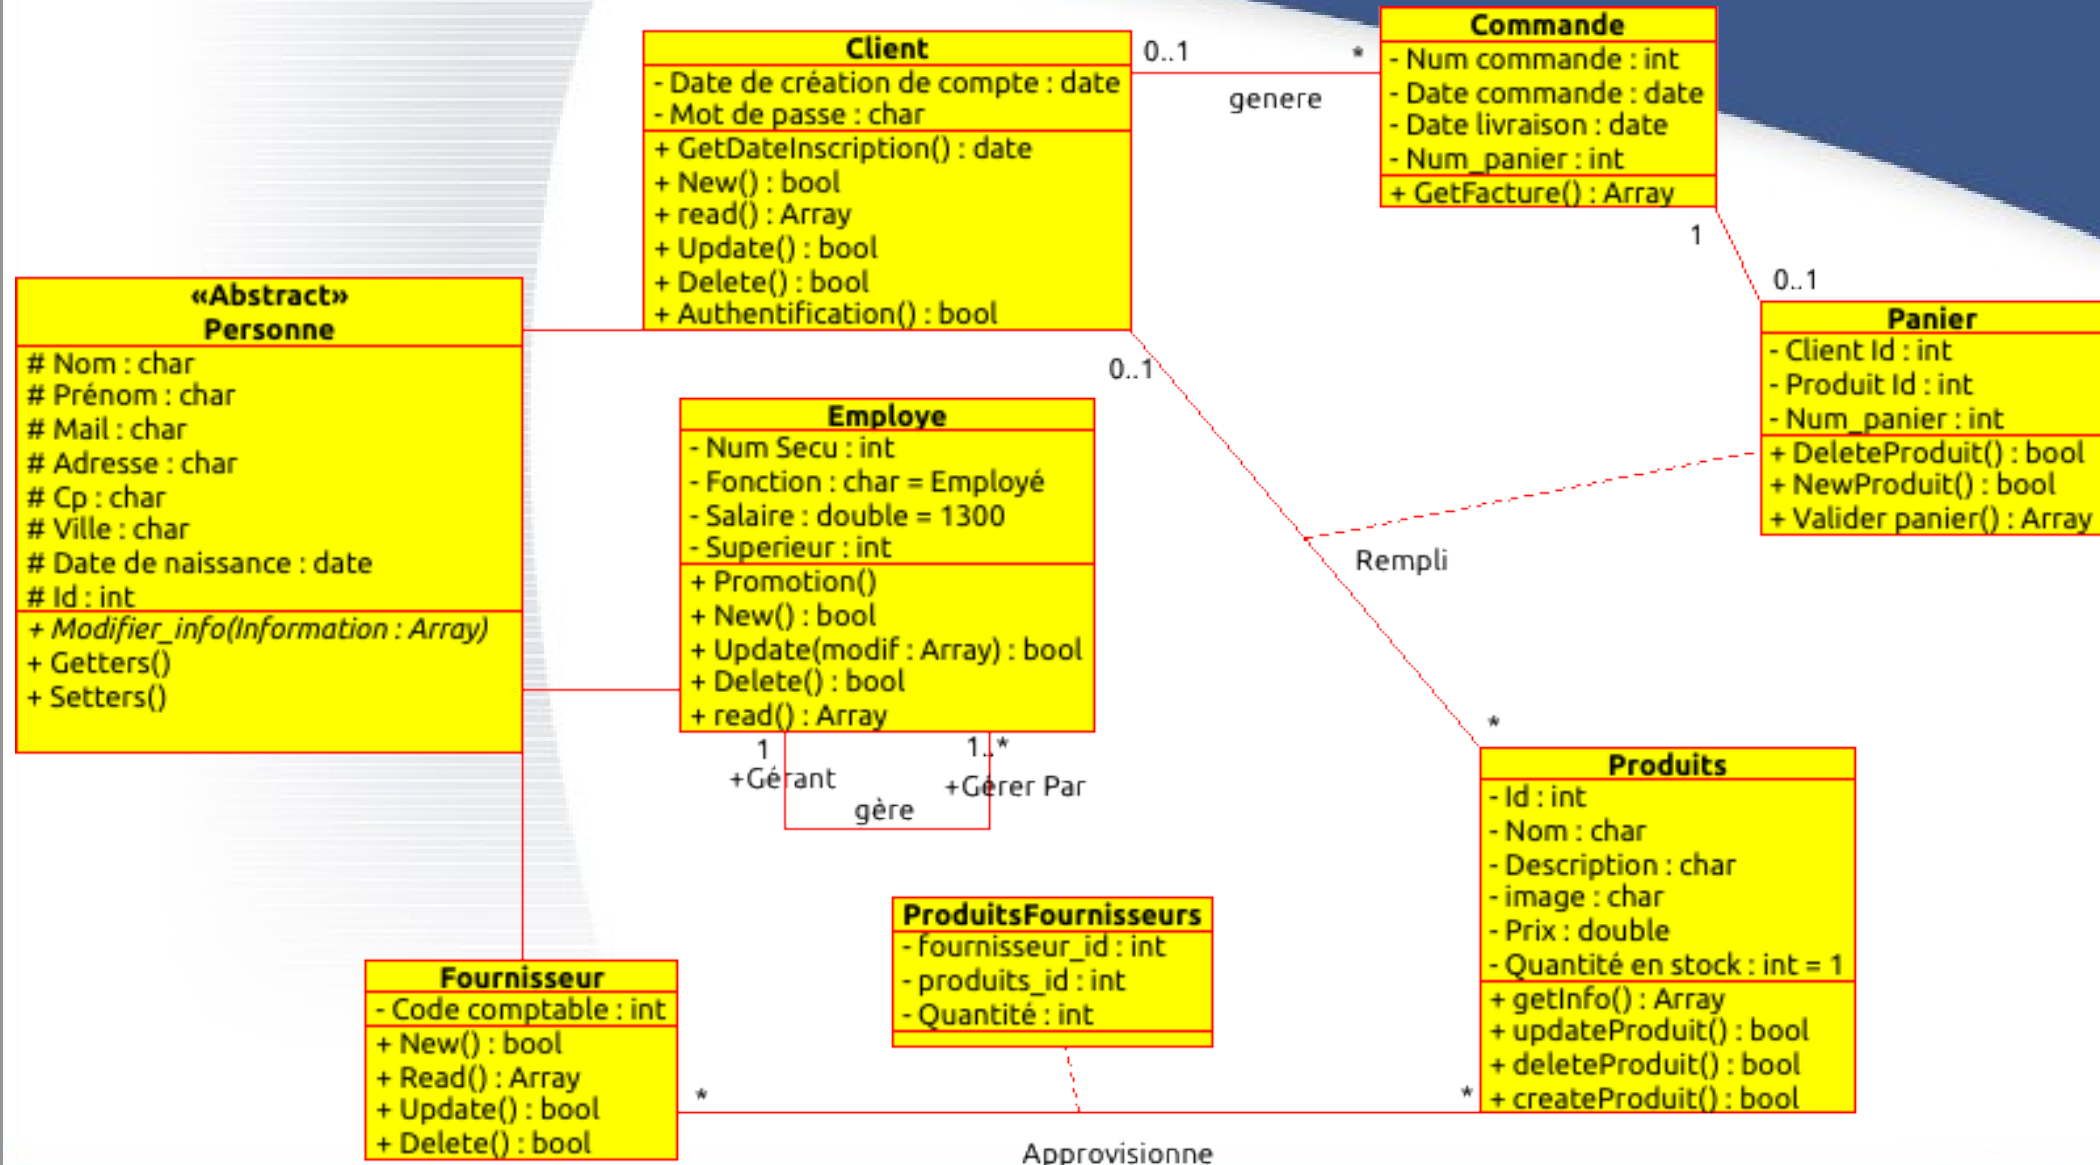 Client
- Date de création de compte : date
- Mot de passe : char
+ GetDateInscription() : date
+ New() : bool
+ read() : Array
+ Update() : bool
+ Delete() : bool
+ Authentification() : bool
0..1
*
genere
Commande
- Num commande : int
- Date commande : date
- Date livraison : date
- Num_panier : int
+ GetFacture() : Array
1
0..1
«Abstract»
Personne
# Nom : char
# Prénom : char
# Mail : char
# Adresse : char
# Cp : char
# Ville : char
# Date de naissance : date
# Id : int
+ Modifier_info(Information : Array)
+ Getters()
+ Setters()
Panier
- Client Id : int
- Produit Id : int
- Num_panier : int
+ DeleteProduit() : bool
+ NewProduit() : bool
+ Valider panier() : Array
0..1
Rempli
*
Employe
- Num Secu : int
- Fonction : char = Employé
- Salaire : double = 1300
- Superieur : int
+ Promotion()
+ New() : bool
+ Update(modif : Array) : bool
+ Delete() : bool
+ read() : Array
1
1..*
+Gérant
+Gérer Par
gère
Produits
- Id : int
- Nom : char
- Description : char
- image : char
- Prix : double
- Quantité en stock : int = 1
+ getInfo() : Array
+ updateProduit() : bool
+ deleteProduit() : bool
+ createProduit() : bool
ProduitsFournisseurs
- fournisseur_id : int
- produits_id : int
- Quantité : int
Fournisseur
- Code comptable : int
+ New() : bool
+ Read() : Array
+ Update() : bool
+ Delete() : bool
*
*
Approvisionne